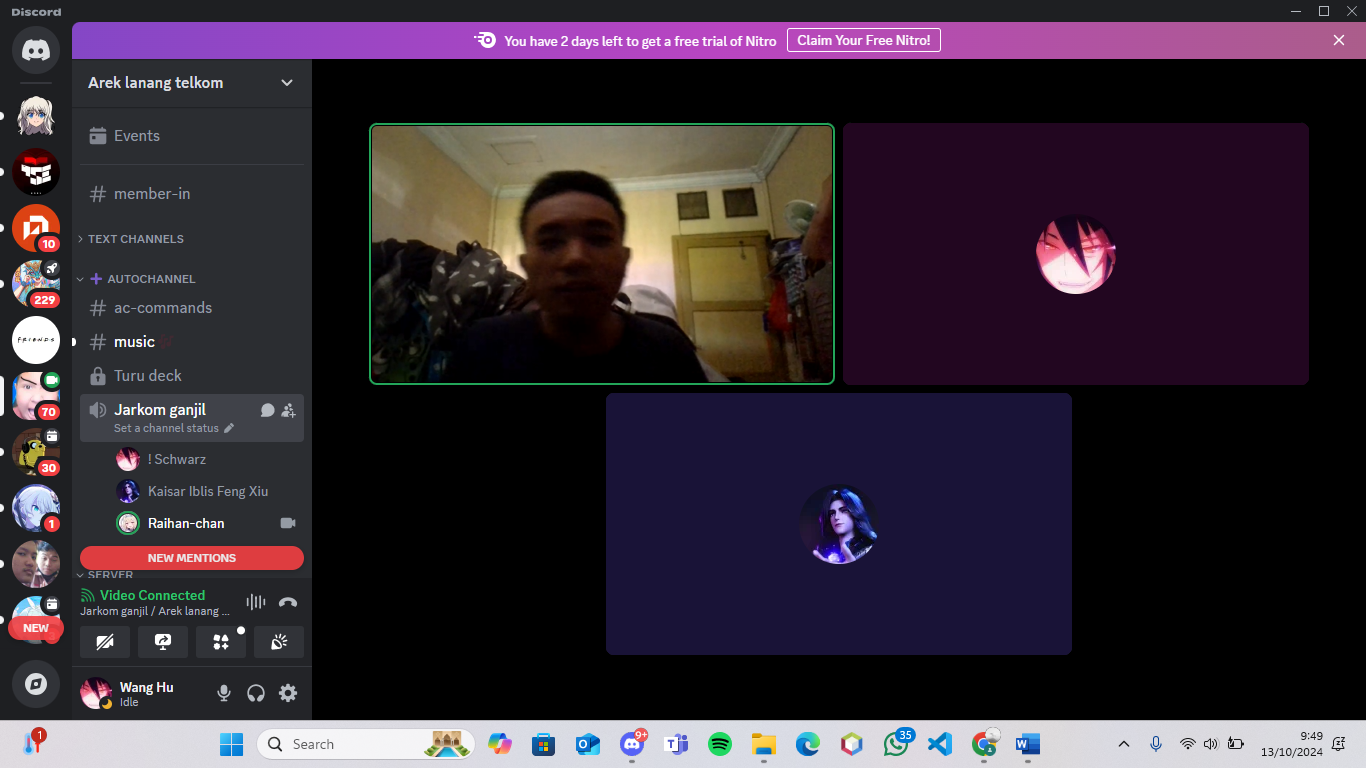 Discord
You have 2 days left to get a free trial of Nitro
Claim Your Free Nitro!
Arek lanang telkom
Events
member-in
TEXT CHANNELS
AUTOCHANNEL
ac-commands
music
Turu deck
Jarkom ganjil
Set a channel status
! Schwarz
Kaisar Iblis Feng Xiu
Raihan-chan
NEW MENTIONS
SERVER
Video Connected
Jarkom ganjil / Arek lanang ...
Wang Hu
Idle
10
229
FRIENDS
70
30
1
NEW
1
Search
9+
35
9:49
13/10/2024